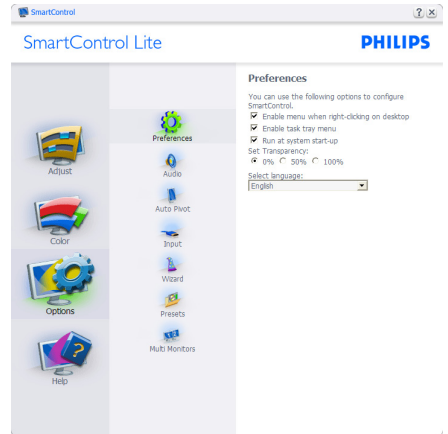 SmartControl
SmartControl Lite
PHILIPS
Adjust
Color
Options
Help
Preferences
Audio
Auto Pivot
Input
Wizard
Presets
Multi Monitors
Preferences
You can use the following options to configure
SmartControl.
Enable menu when right-clicking on desktop
Enable task tray menu
Run at system start-up
Set Transparency:
0% 50% 100%
Select language:
English